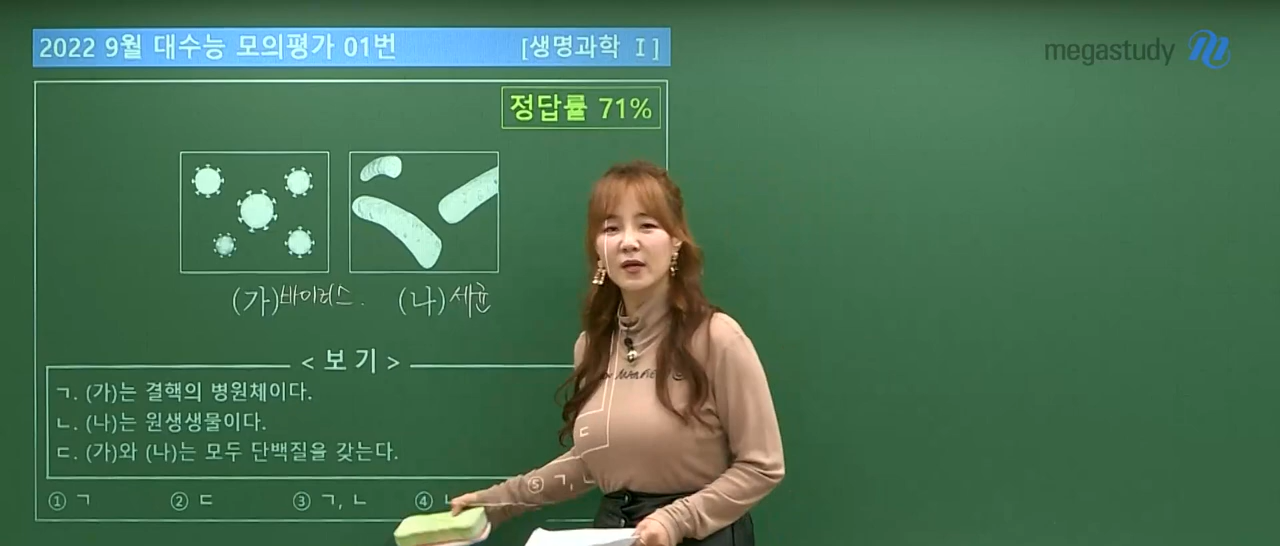 2022 9월 대수능 모의평가 01번 [생명과학 Ⅰ]
megastudy
정답률 71%
(가)바이러스. (나)세균
< 보 기 >
ㄱ. (가)는 결핵의 병원체이다.
ㄴ. (나)는 원생생물이다.
ㄷ. (가)와 (나)는 모두 단백질을 갖는다.
ㄷ
① ㄱ ② ㄷ ③ ㄱ, ㄴ ④ ㄴ ⑤ ㄱ, ㄴ